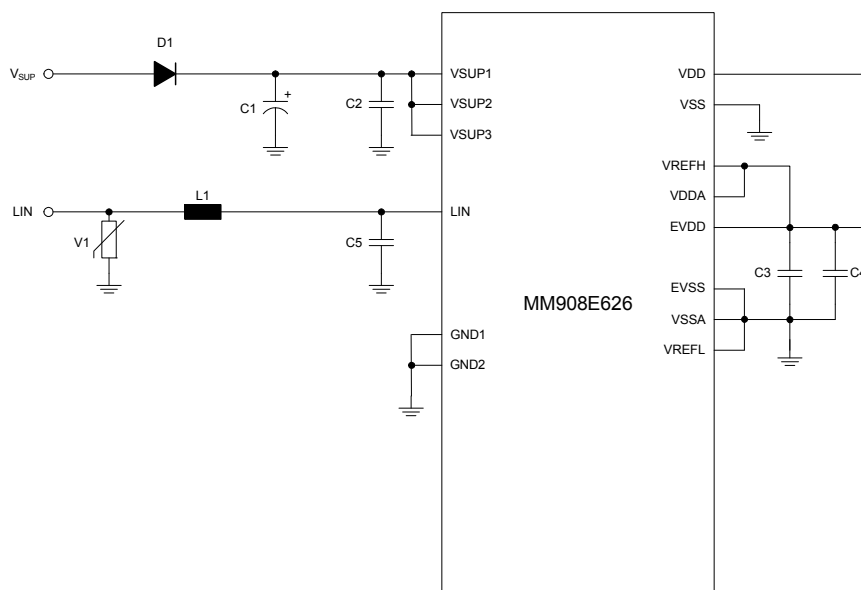 D1
VSUP
C1
+
C2
VSUP1
VSUP2
VSUP3
LIN
L1
V1
C5
LIN
GND1
GND2
MM908E626
VDD
VSS
VREFH
VDDA
EVDD
C3
C4
EVSS
VSSA
VREFL